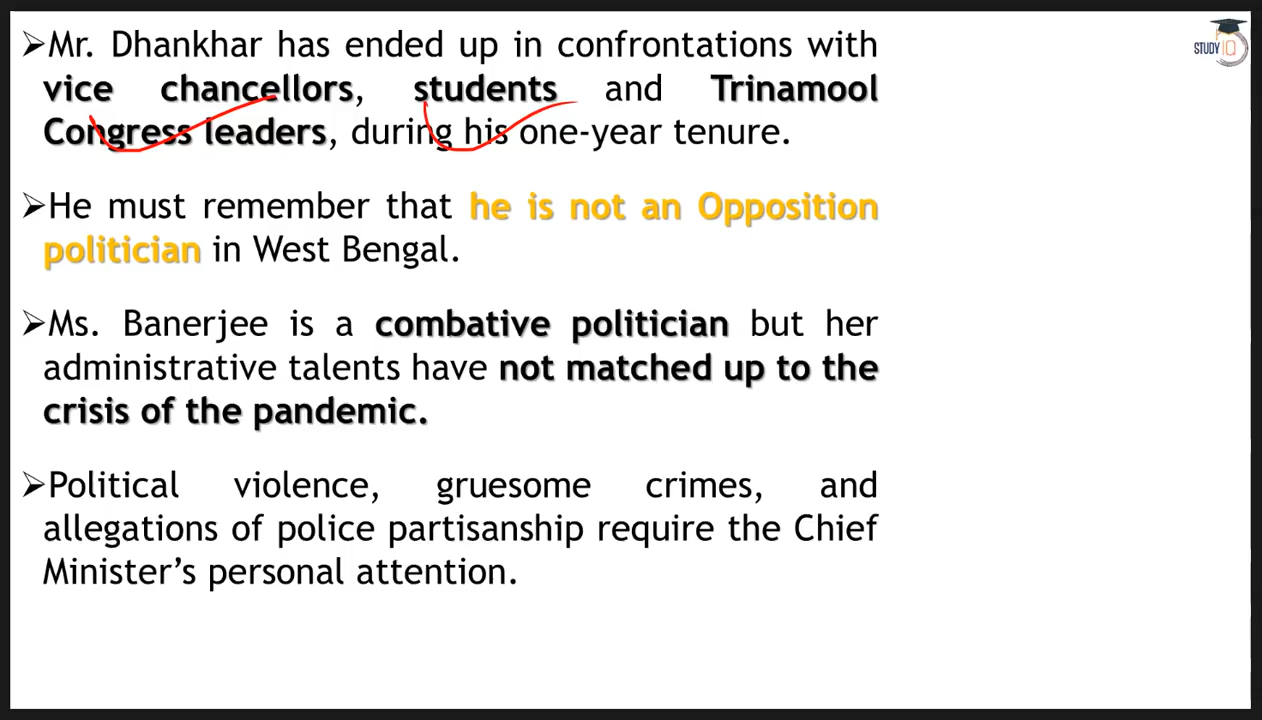 ➢Mr. Dhankhar has ended up in confrontations with
vice chancellors, students and Trinamool
Congress leaders, during his one-year tenure.
➢He must remember that he is not an Opposition
politician in West Bengal.
➢Ms. Banerjee is a combative politician but her
administrative talents have not matched up to the
crisis of the pandemic.
➢Political violence, gruesome crimes, and
allegations of police partisanship require the Chief
Minister’s personal attention.
STUDY IQ